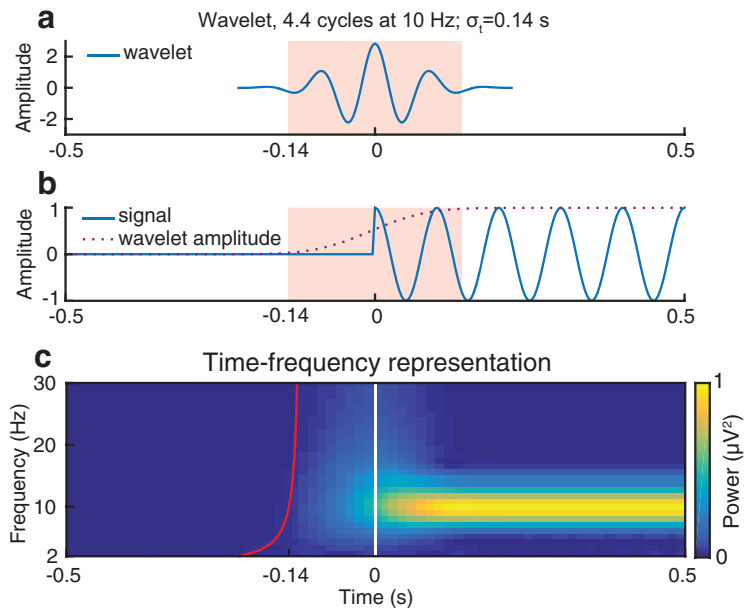 a
Wavelet, 4.4 cycles at 10 Hz; σt=0.14 s
Amplitude
2
0
-2
wavelet
-0.5
-0.14
0
0.5
b
Amplitude
1
0
-1
signal
wavelet amplitude
-0.5
-0.14
0
0.5
c
Time-frequency representation
Frequency (Hz)
30
20
10
2
-0.5
-0.14
0
0.5
Time (s)
1
0
Power (µV²)